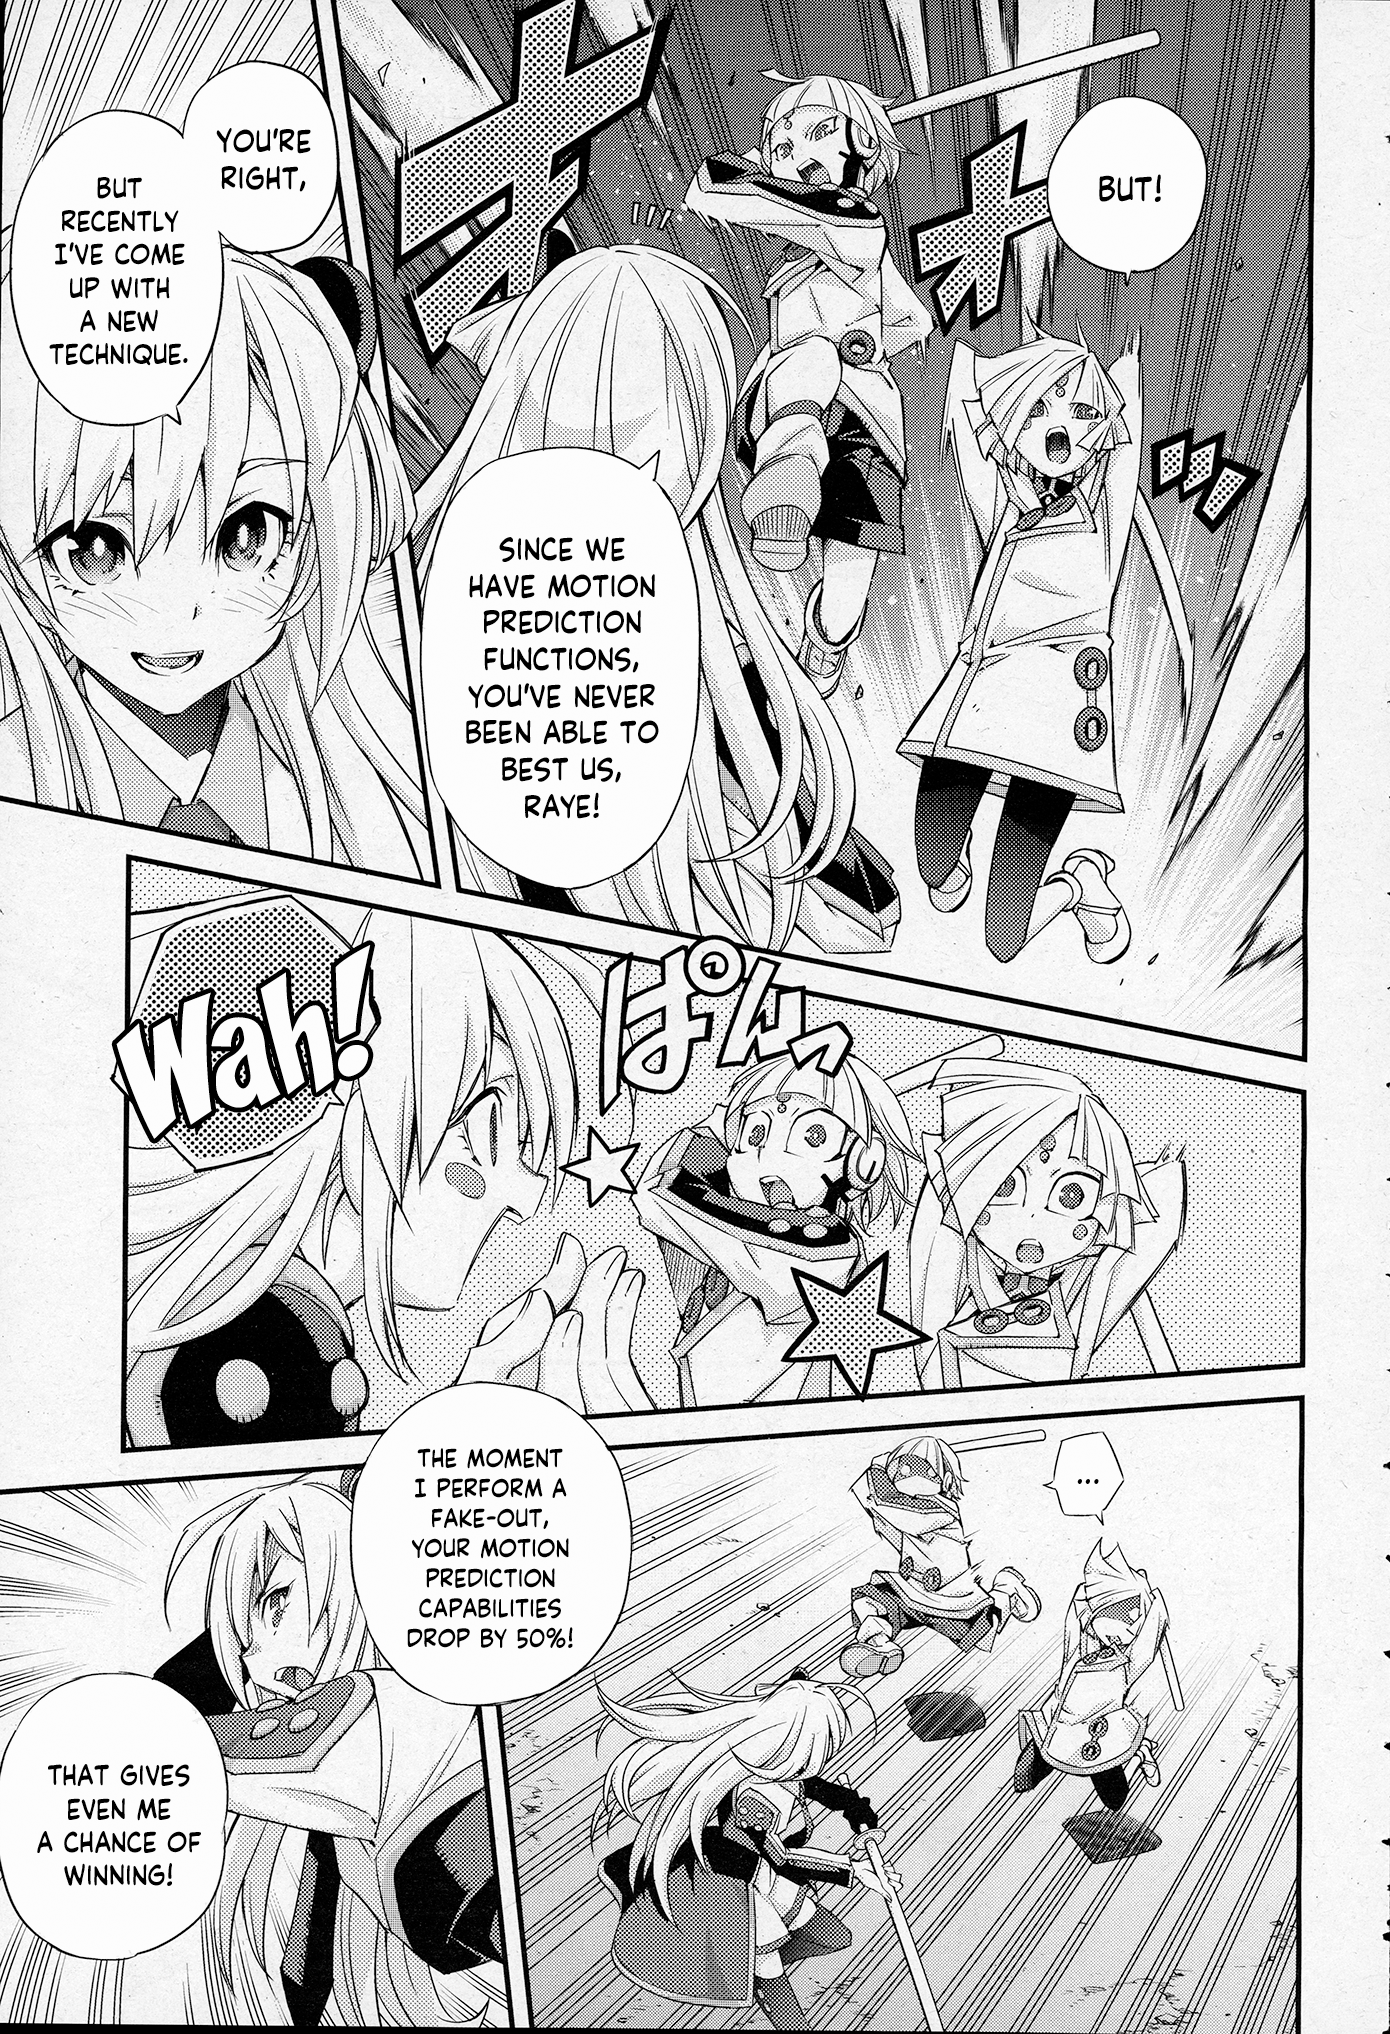 BUT!
SINCE WE
HAVE MOTION
PREDICTION
FUNCTIONS,
YOU'VE NEVER
BEEN ABLE TO
BEST US,
RAYE!
YOU'RE
RIGHT,
BUT
RECENTLY
I'VE COME
UP WITH
A NEW
TECHNIQUE.
ぱんっ
Wah!
...
THE MOMENT
I PERFORM A
FAKE-OUT,
YOUR MOTION
PREDICTION
CAPABILITIES
DROP BY 50%!
THAT GIVES
EVEN ME
A CHANCE OF
WINNING!